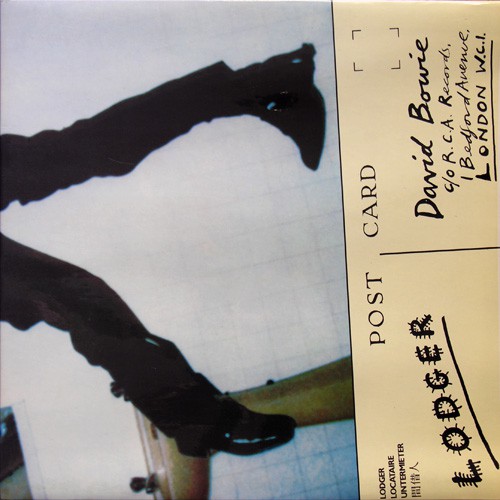 LODGER
LOCATAIRE
UNTERMIETER
間借人
POST CARD
LODGER
David Bowie
c/o R.C.A. Records,
1 Bedford Avenue,
LONDON W.C.1.